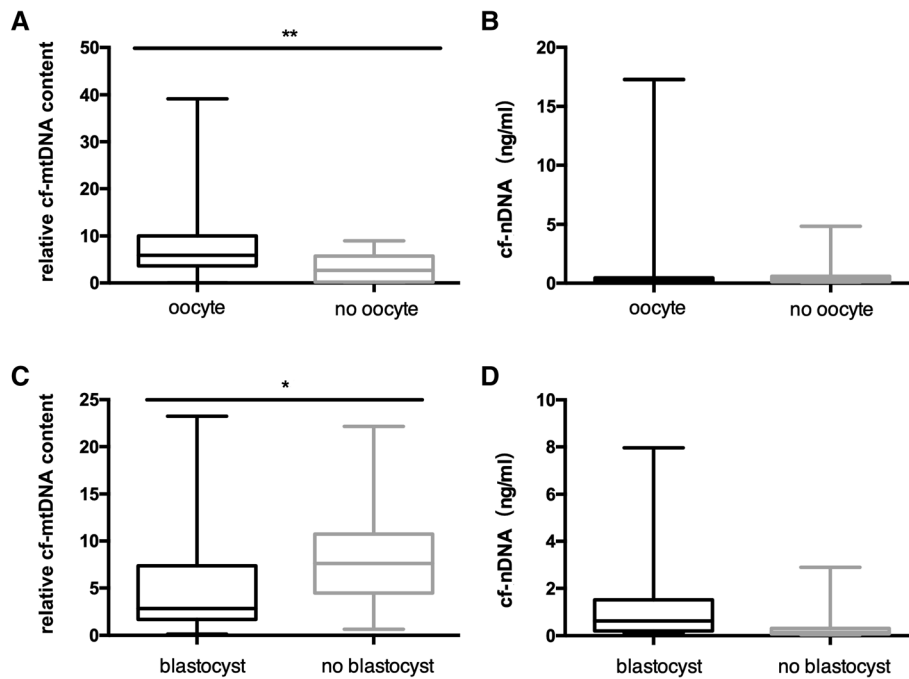 A
**
relative cf-mtDNA content
50
40
30
20
10
0
oocyte
no oocyte
B
cf-nDNA (ng/ml)
20
15
10
5
0
oocyte
no oocyte
C
*
relative cf-mtDNA content
25
20
15
10
5
0
blastocyst
no blastocyst
D
cf-nDNA (ng/ml)
10
8
6
4
2
0
blastocyst
no blastocyst